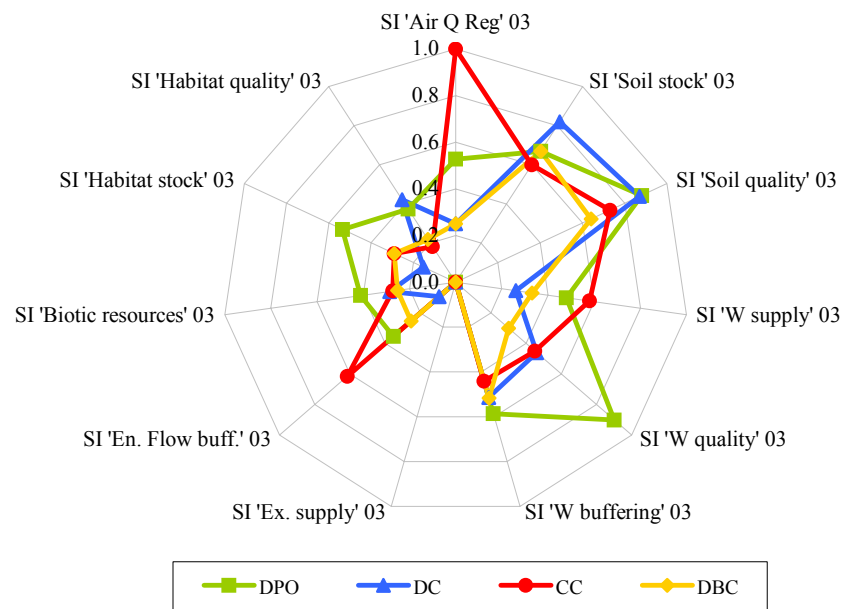 SI 'Air Q Reg' 03
1.0
SI 'Habitat quality' 03
SI 'Soil stock' 03
0.8
0.6
SI 'Habitat stock' 03
0.4
SI 'Soil quality' 03
0.2
0.0
SI 'Biotic resources' 03
SI 'W supply' 03
SI 'En. Flow buff.' 03
SI 'W quality' 03
SI 'Ex. supply' 03
SI 'W buffering' 03
DPO DC CC DBC